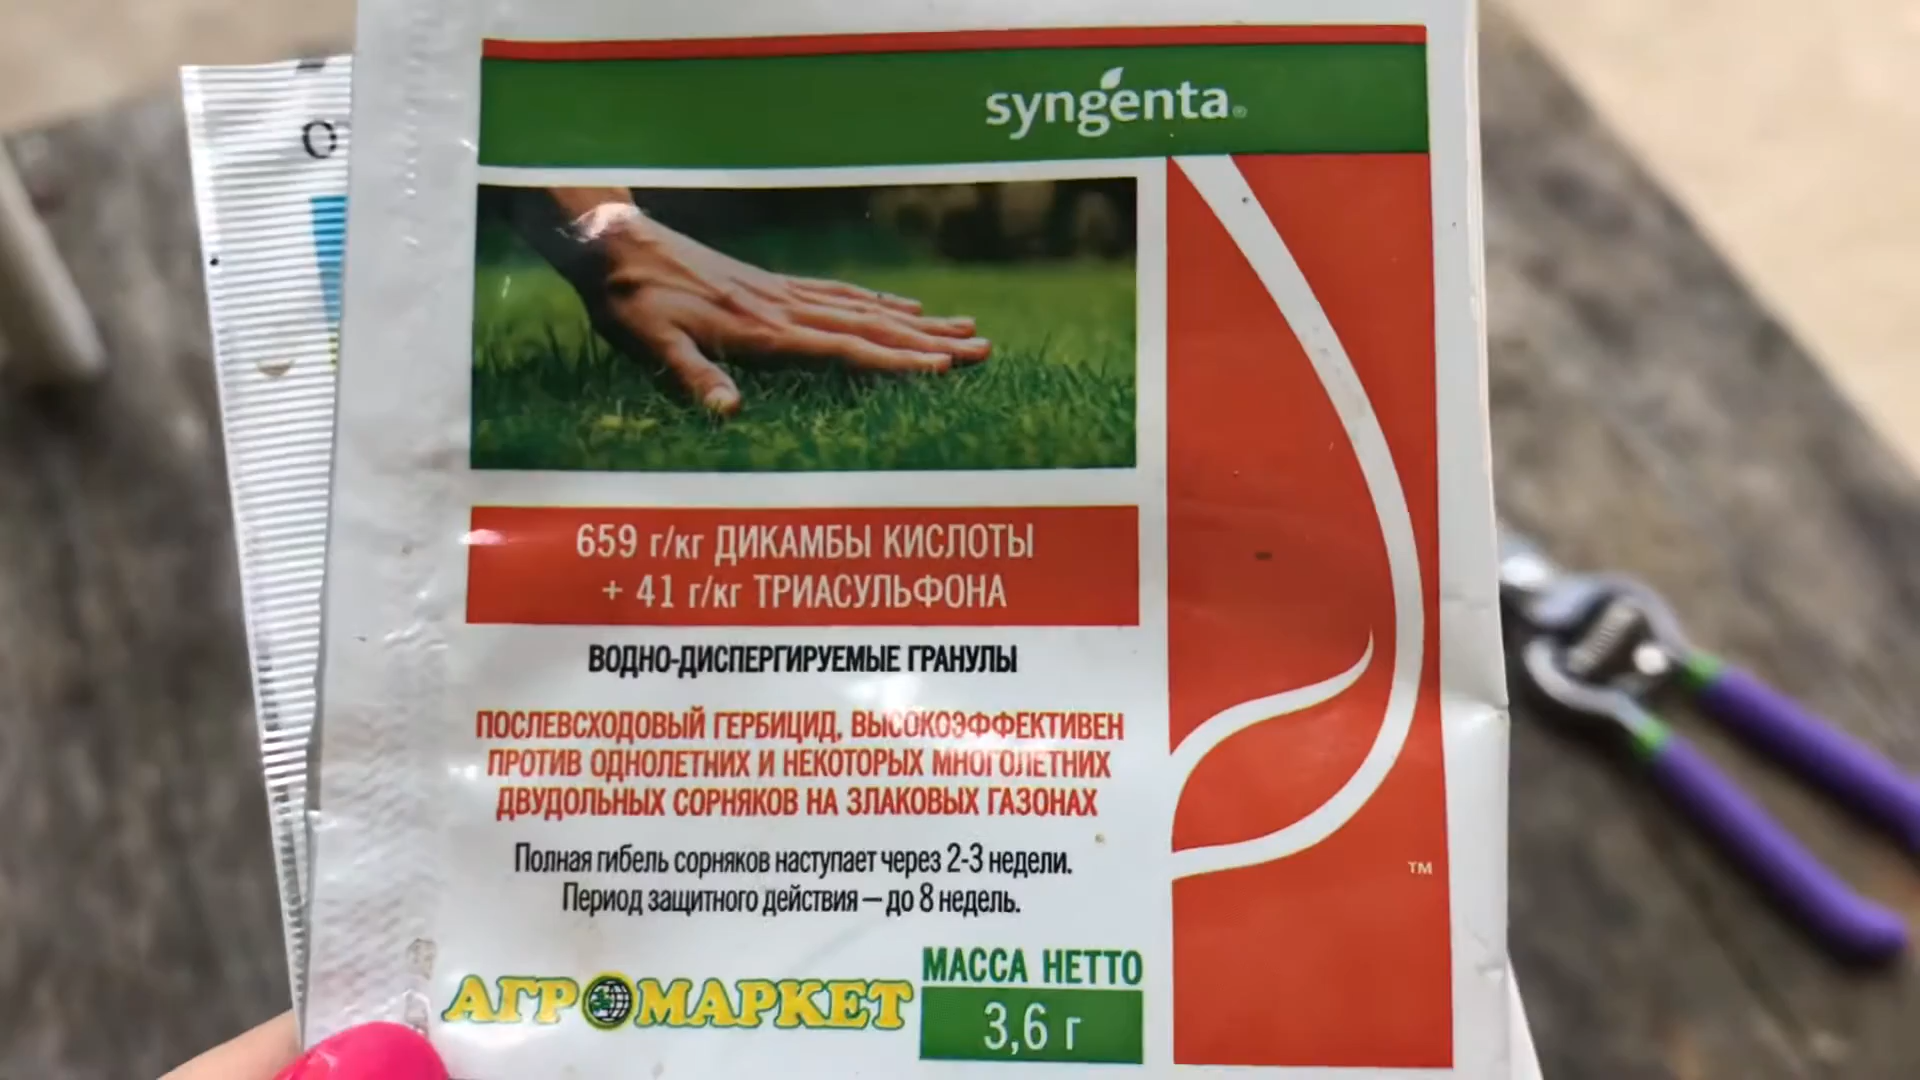 syngenta
659 г/кг ДИКАМБЫ КИСЛОТЫ
+ 41 г/кг ТРИАСУЛЬФОНА
ВОДНО-ДИСПЕРГИРУЕМЫЕ ГРАНУЛЫ
ПОСЛЕВСХОДОВЫЙ ГЕРБИЦИД, ВЫСОКОЭФФЕКТИВЕН
ПРОТИВ ОДНОЛЕТНИХ И НЕКОТОРЫХ МНОГОЛЕТНИХ
ДВУДОЛЬНЫХ СОРНЯКОВ НА ЗЛАКОВЫХ ГАЗОНАХ
Полная гибель сорняков наступает через 2-3 недели.
Период защитного действия — до 8 недель.
TM
АГРОМАРКЕТ
МАССА НЕТТО
3,6 г